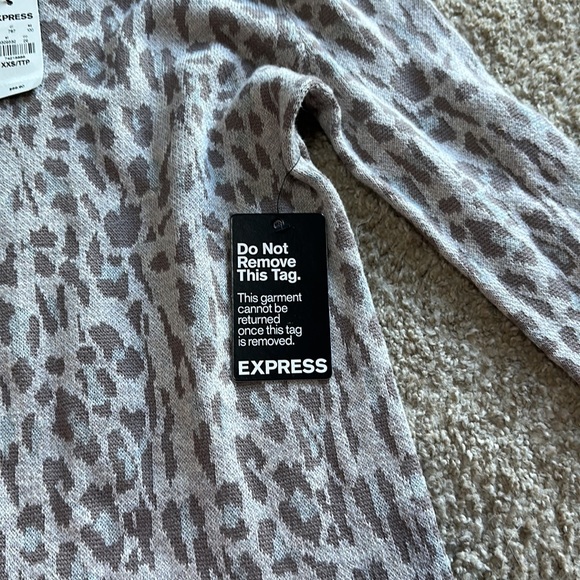 EXPRESS
XXS/TTP
Do Not
Remove
This Tag.
This garment
cannot be
returned
once this tag
is removed.
EXPRESS